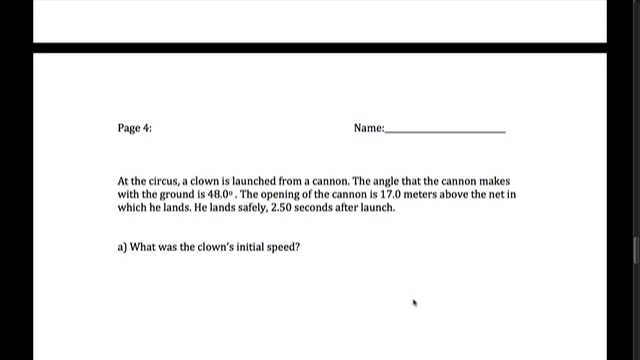 Page 4:
Name:
At the circus, a clown is launched from a cannon. The angle that the cannon makes
with the ground is 48.0º . The opening of the cannon is 17.0 meters above the net in
which he lands. He lands safely, 2.50 seconds after launch.
a) What was the clown's initial speed?